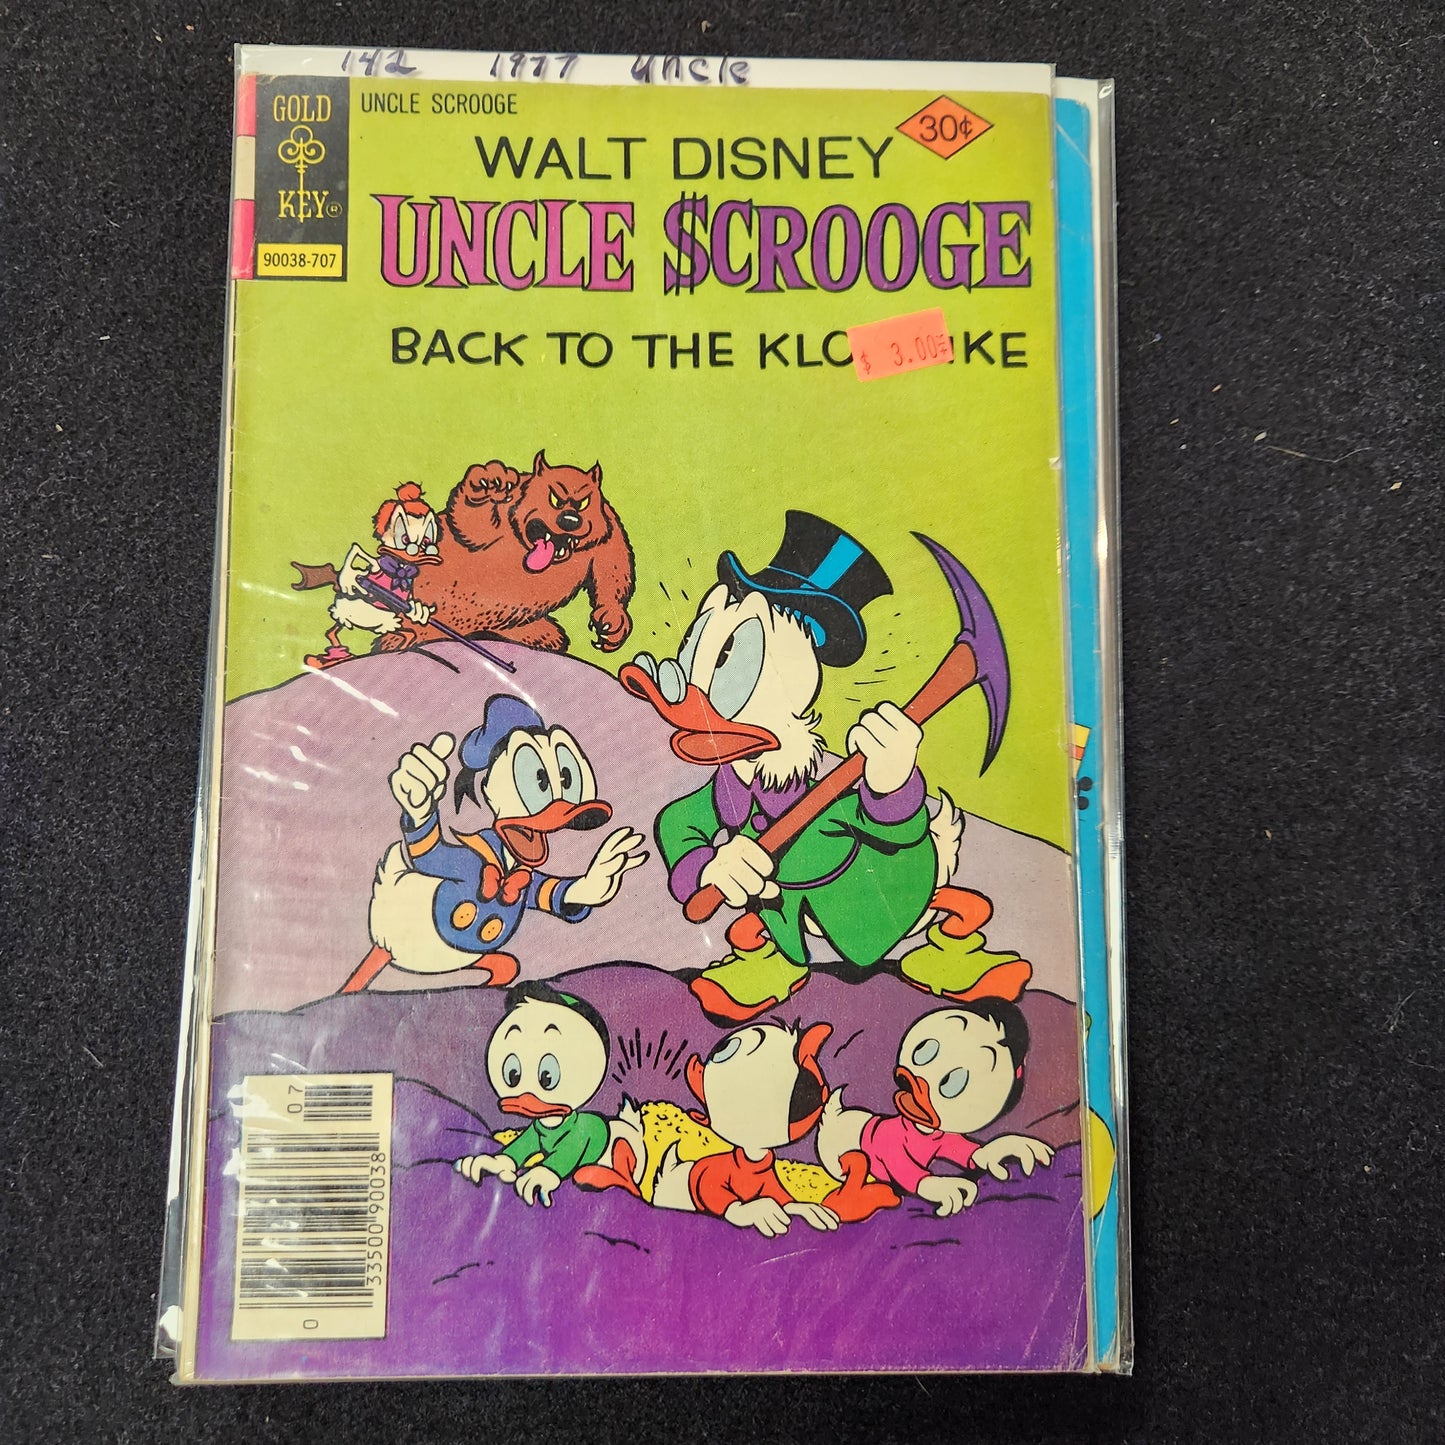 142 1977 Uncle
GOLD
KEY®
90038-707
UNCLE SCROOGE
30¢
WALT DISNEY
UNCLE $CROOGE
BACK TO THE KLO IKE
$ 3.00
07
33500 90038
0